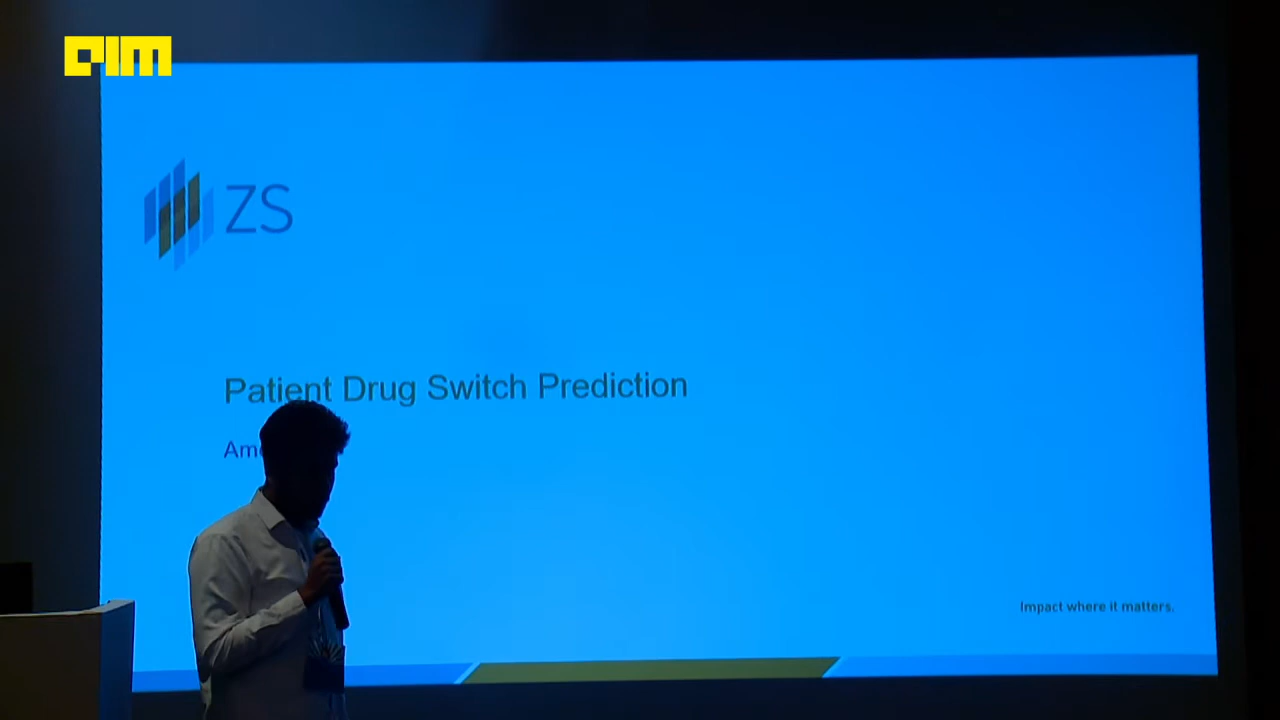 AIM
ZS
Patient Drug Switch Prediction
Impact where it matters.